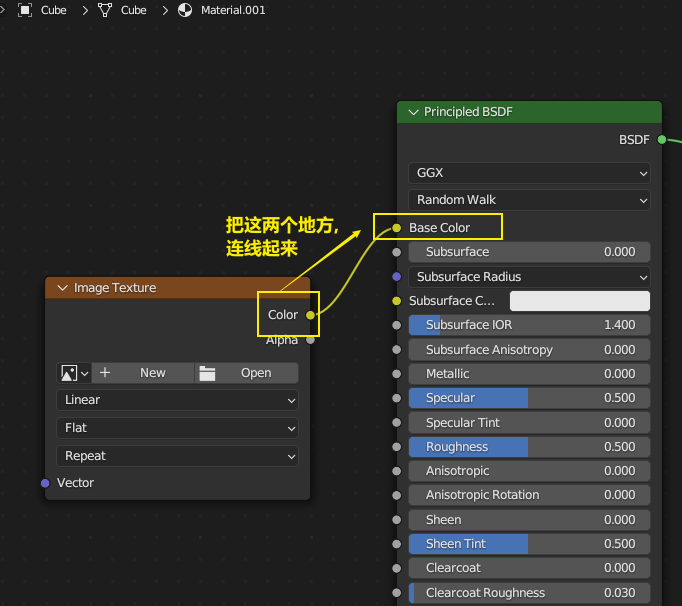 Cube > Cube > Material.001
Principled BSDF
BSDF
GGX
Random Walk
把这两个地方,
连线起来
Base Color
Subsurface 0.000
Image Texture
Subsurface Radius
Subsurface C...
Color
Subsurface IOR 1.400
Alpha
Subsurface Anisotropy 0.000
New Open
Metallic 0.000
Linear
Specular 0.500
Flat
Specular Tint 0.000
Repeat
Roughness 0.500
Vector
Anisotropic 0.000
Anisotropic Rotation 0.000
Sheen 0.000
Sheen Tint 0.500
Clearcoat 0.000
Clearcoat Roughness 0.030